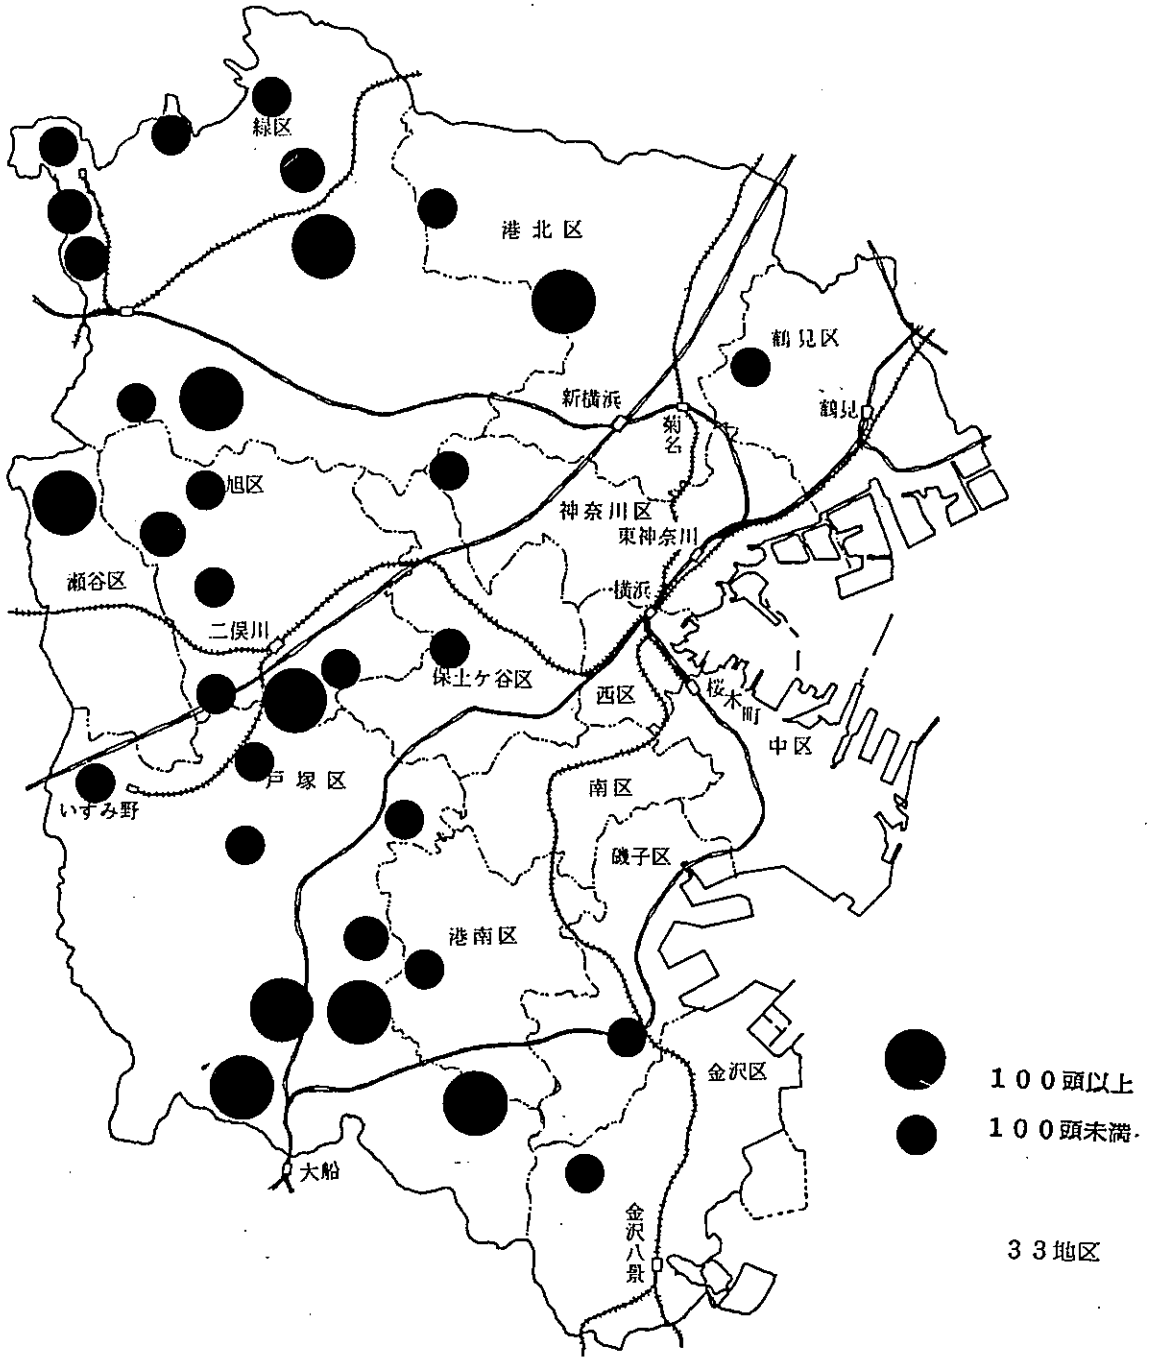 緑区
港北区
鶴見区
新横浜
鶴見
菊名
旭区
神奈川区
東神奈川
瀬谷区
横浜
二俣川
保土ケ谷区
西区
桜木町
中区
戸塚区
南区
いずみ野
磯子区
港南区
金沢区
100頭以上
100頭未満
大船
金沢八景
33地区